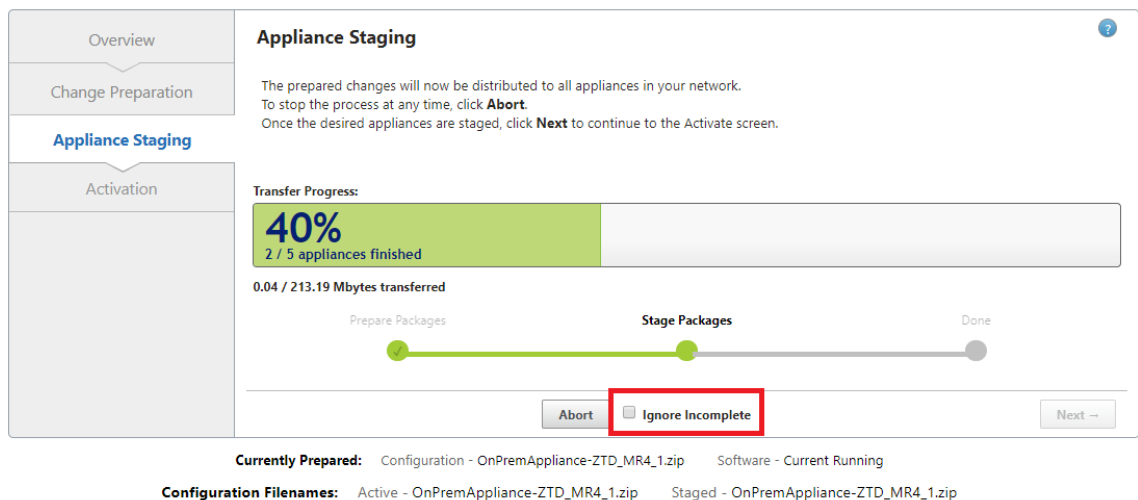 Overview
Change Preparation
Appliance Staging
Activation
Appliance Staging
?
The prepared changes will now be distributed to all appliances in your network.
To stop the process at any time, click Abort.
Once the desired appliances are staged, click Next to continue to the Activate screen.
Transfer Progress:
40%
2 / 5 appliances finished
0.04 / 213.19 Mbytes transferred
Prepare Packages Stage Packages Done
Abort Ignore Incomplete Next →
Currently Prepared: Configuration - OnPremAppliance-ZTD_MR4_1.zip Software - Current Running
Configuration Filenames: Active - OnPremAppliance-ZTD_MR4_1.zip Staged - OnPremAppliance-ZTD_MR4_1.zip